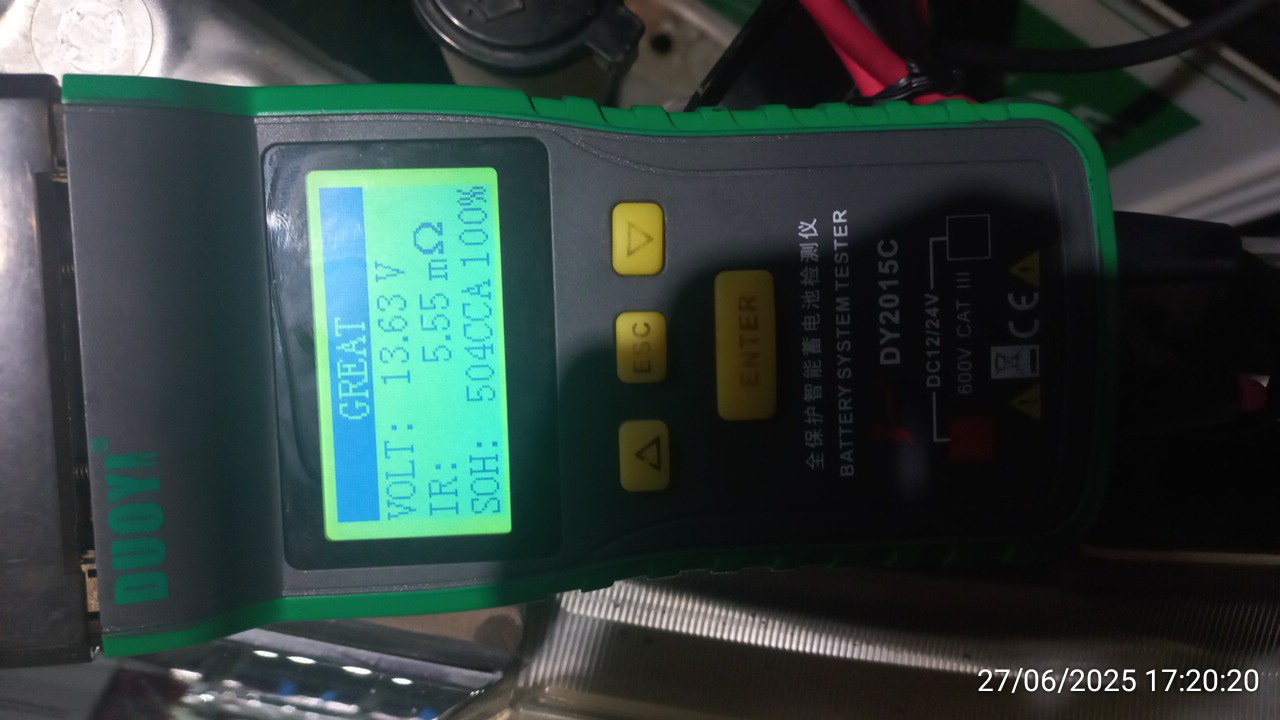 DUOYI®
GREAT
VOLT: 13.63 V
IR: 5.55 mΩ
SOH: 504CCA 100%
ESC
ENTER
全保护智能蓄电池检测仪
BATTERY SYSTEM TESTER
DY2015C
DC12/24V
600V CAT III
CE
27/06/2025 17:20:20